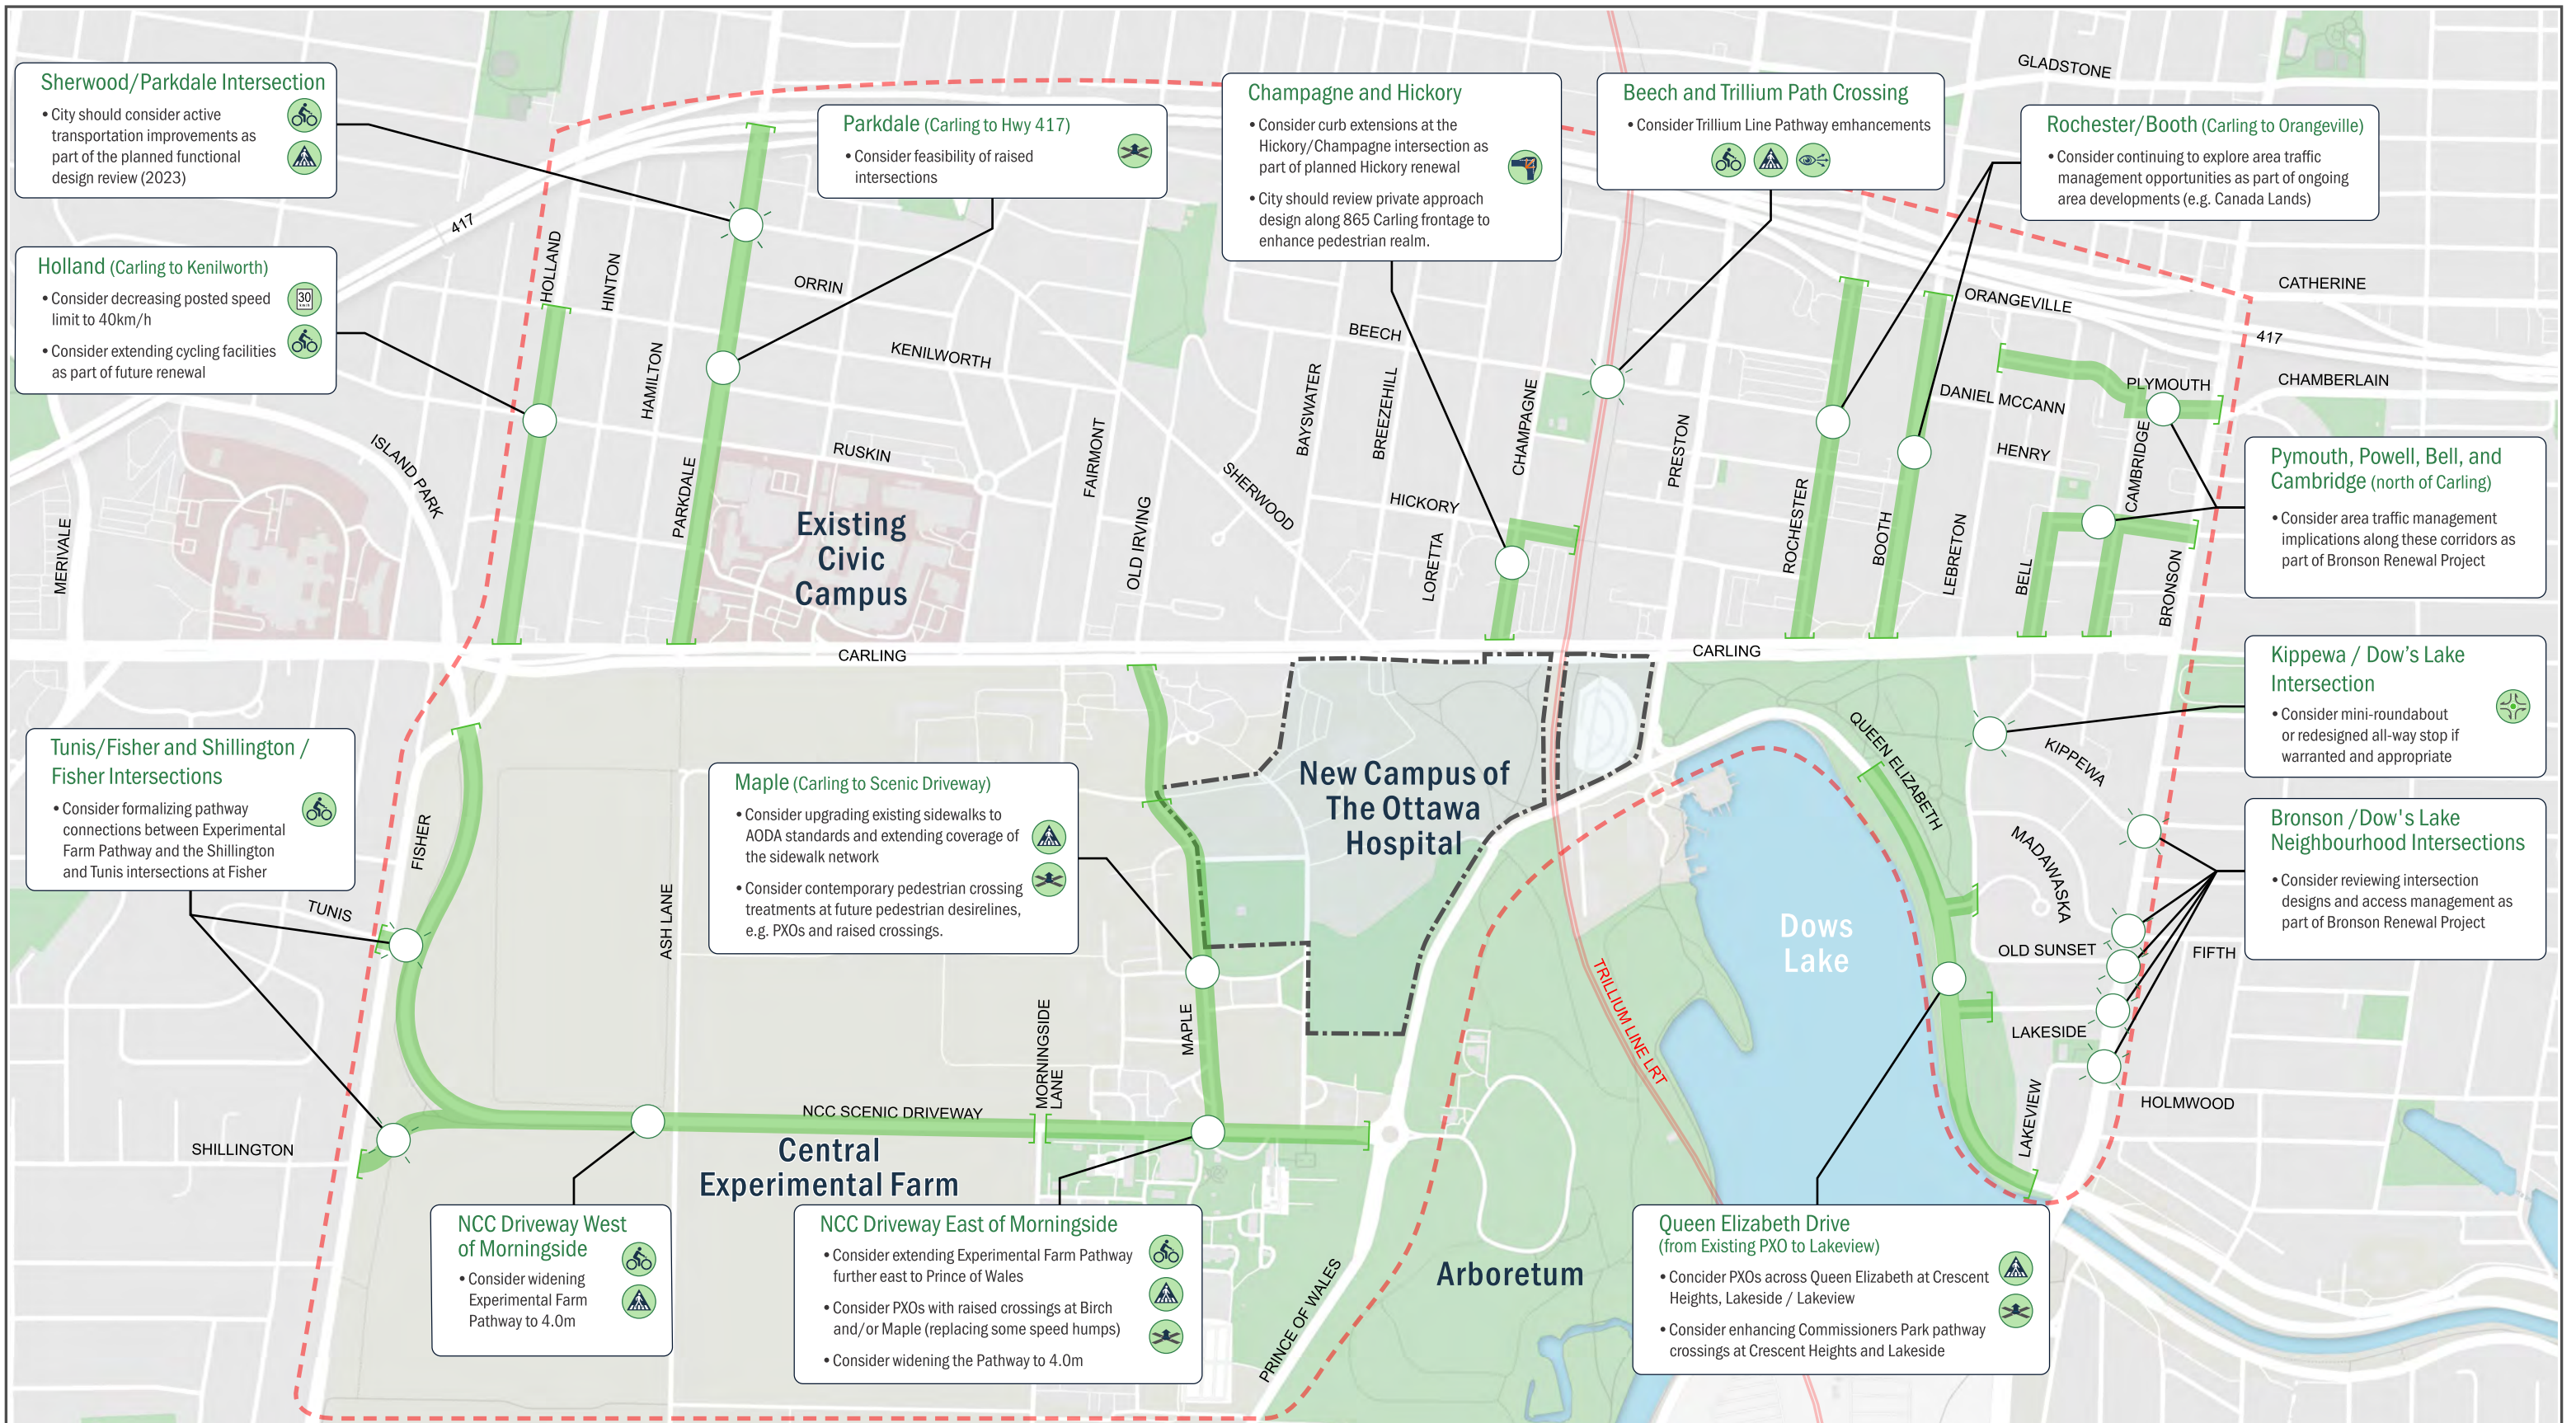 GLADSTONE
Sherwood/Parkdale Intersection
• City should consider active
transportation improvements as
part of the planned functional
design review (2023)
Parkdale (Carling to Hwy 417)
• Consider feasibility of raised
intersections
Champagne and Hickory
• Consider curb extensions at the
Hickory/Champagne intersection as
part of planned Hickory renewal
• City should review private approach
design along 865 Carling frontage to
enhance pedestrian realm.
Beech and Trillium Path Crossing
• Consider Trillium Line Pathway emhancements
Rochester/Booth (Carling to Orangeville)
• Consider continuing to explore area traffic
management opportunities as part of ongoing
area developments (e.g. Canada Lands)
Holland (Carling to Kenilworth)
• Consider decreasing posted speed
limit to 40km/h
• Consider extending cycling facilities
as part of future renewal
30
417
HOLLAND
HINTON
ORRIN
HAMILTON
KENILWORTH
PARKDALE
RUSKIN
FAIRMONT
OLD IRVING
SHERWOOD
BAYSWATER
BREEZEHILL
BEECH
CHAMPAGNE
HICKORY
LORETTA
PRESTON
ROCHESTER
BOOTH
LEBRETON
ORANGEVILLE
CATHERINE
417
CHAMBERLAIN
PLYMOUTH
DANIEL MCCANN
HENRY
CAMBRIDGE
BELL
BRONSON
ISLAND PARK
MERIVALE
Existing
Civic
Campus
Pymouth, Powell, Bell, and
Cambridge (north of Carling)
• Consider area traffic management
implications along these corridors as
part of Bronson Renewal Project
CARLING
CARLING
Kippewa / Dow’s Lake
Intersection
• Consider mini-roundabout
or redesigned all-way stop if
warranted and appropriate
Tunis/Fisher and Shillington /
Fisher Intersections
• Consider formalizing pathway
connections between Experimental
Farm Pathway and the Shillington
and Tunis intersections at Fisher
Maple (Carling to Scenic Driveway)
• Consider upgrading existing sidewalks to
AODA standards and extending coverage of
the sidewalk network
• Consider contemporary pedestrian crossing
treatments at future pedestrian desirelines,
e.g. PXOs and raised crossings.
New Campus of
The Ottawa
Hospital
QUEEN ELIZABETH
KIPPEWA
MADAWASKA
Bronson /Dow's Lake
Neighbourhood Intersections
• Consider reviewing intersection
designs and access management as
part of Bronson Renewal Project
FISHER
TUNIS
ASH LANE
MORNINGSIDE
LANE
MAPLE
TRILLIUM LINE LRT
Dows
Lake
OLD SUNSET
FIFTH
LAKESIDE
LAKEVIEW
HOLMWOOD
SHILLINGTON
NCC SCENIC DRIVEWAY
Central
Experimental Farm
NCC Driveway West
of Morningside
• Consider widening
Experimental Farm
Pathway to 4.0m
NCC Driveway East of Morningside
• Consider extending Experimental Farm Pathway
further east to Prince of Wales
• Consider PXOs with raised crossings at Birch
and/or Maple (replacing some speed humps)
• Consider widening the Pathway to 4.0m
PRINCE OF WALES
Arboretum
Queen Elizabeth Drive
(from Existing PXO to Lakeview)
• Concider PXOs across Queen Elizabeth at Crescent
Heights, Lakeside / Lakeview
• Consider enhancing Commissioners Park pathway
crossings at Crescent Heights and Lakeside